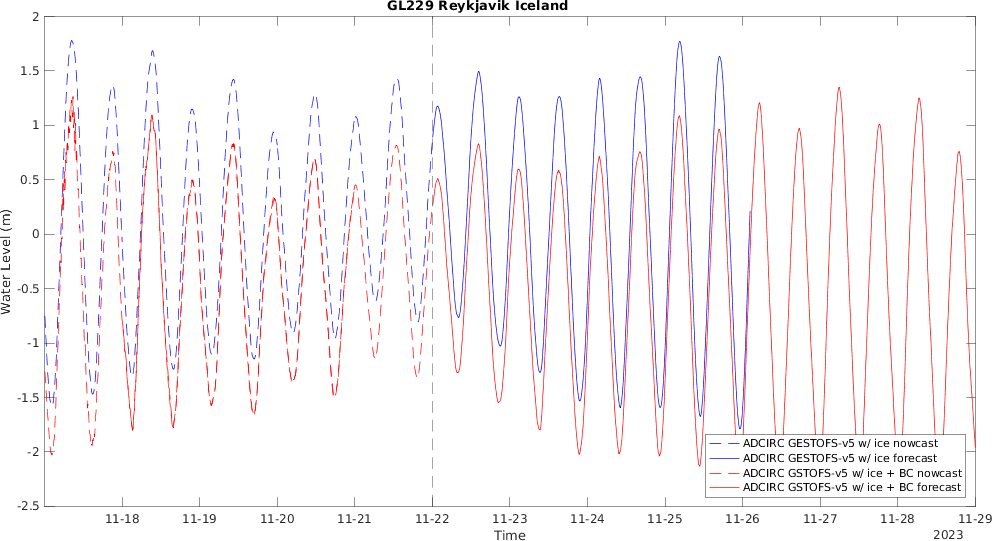 GL229 Reykjavik Iceland
2
1.5
1
0.5
0
-0.5
-1
-1.5
-2
-2.5
Water Level (m)
ADCIRC GESTOFS-v5 w/ ice nowcast
ADCIRC GESTOFS-v5 w/ ice forecast
ADCIRC GSTOFS-v5 w/ ice + BC nowcast
ADCIRC GSTOFS-v5 w/ ice + BC forecast
11-18 11-19 11-20 11-21 11-22 11-23 11-24 11-25 11-26 11-27 11-28 11-29
Time
2023